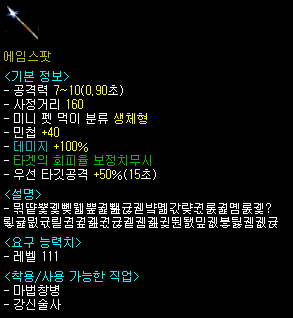 에임스팟
<기본 정보>
- 공격력 7~10(0,90초)
- 사정거리 160
- 미니 펫 먹이 분류 생체형
- 민첩 +40
- 데미지 +100%
- 타겟의 회피율 보정치무시
- 우선 타깃공격 +50%(15초)
<설명>
<요구 능력치>
- 레벨 111
<착용/사용 가능한 직업>
- 마법창병
- 강신술사